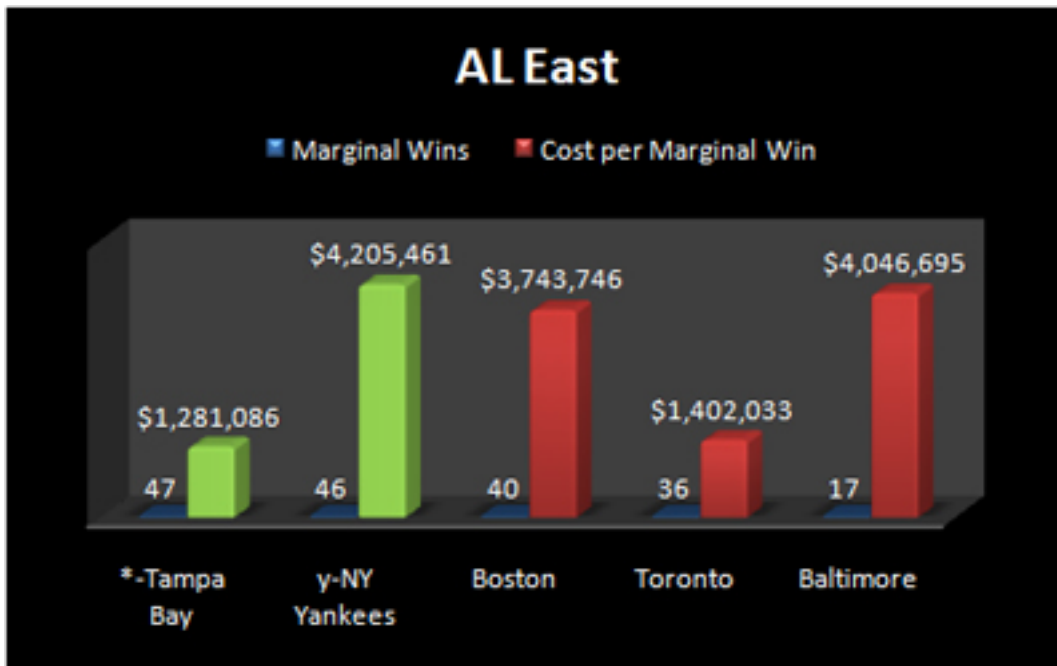 AL East
Marginal Wins
Cost per Marginal Win
$4,205,461
$4,046,695
$3,743,746
$1,281,086
$1,402,033
47
46
40
36
17
*-Tampa
Bay
y-NY
Yankees
Boston
Toronto
Baltimore